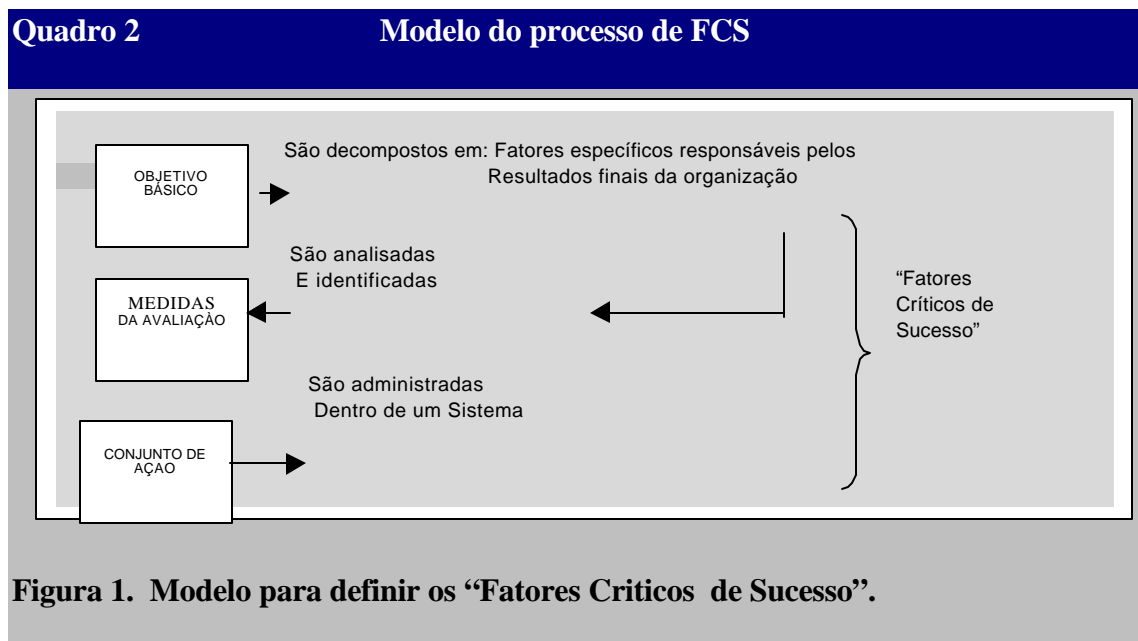 Quadro 2 Modelo do processo de FCS
São decompostos em: Fatores específicos responsáveis pelos
Resultados finais da organização
OBJETIVO
BÁSICO
São analisadas
E identificadas
MEDIDAS
DA AVALIAÇÀO
“Fatores
Críticos de
Sucesso”
São administradas
Dentro de um Sistema
CONJUNTO DE
AÇAO
Figura 1. Modelo para definir os “Fatores Criticos de Sucesso”.